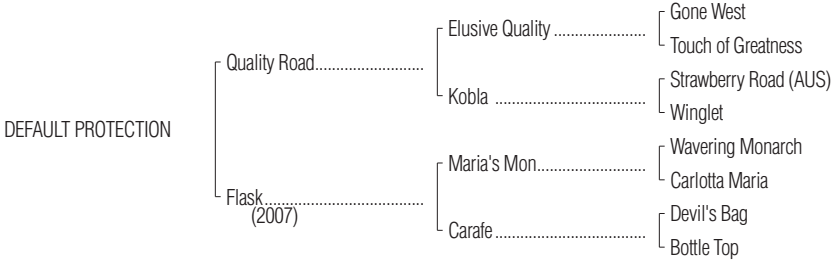 Gone West
Elusive Quality ......................
Touch of Greatness
Quality Road..........................
Strawberry Road (AUS)
Kobla ....................................
Winglet
DEFAULT PROTECTION
Wavering Monarch
Maria's Mon..........................
Carlotta Maria
Flask......................................
(2007)
Devil's Bag
Carafe ....................................
Bottle Top